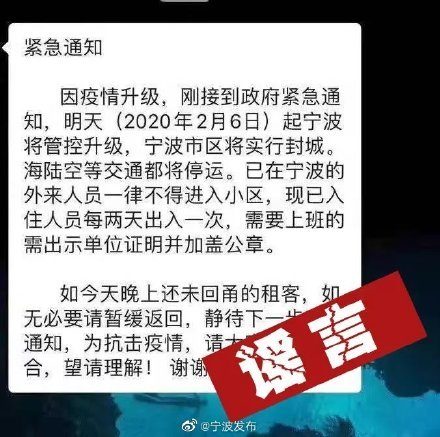 紧急通知
因疫情升级，刚接到政府紧急通
知，明天（2020年2月6日）起宁波
将管控升级，宁波市区将实行封城。
海陆空等交通都将停运。已在宁波的
外来人员一律不得进入小区，现已入
住人员每两天出入一次，需要上班的
需出示单位证明并加盖公章。
如今天晚上还未回甬的租客，如
无必要请暂缓返回，静待下一步
通知，为抗击疫情，请大
合，望请理解！ 谢谢
谣言
@宁波发布